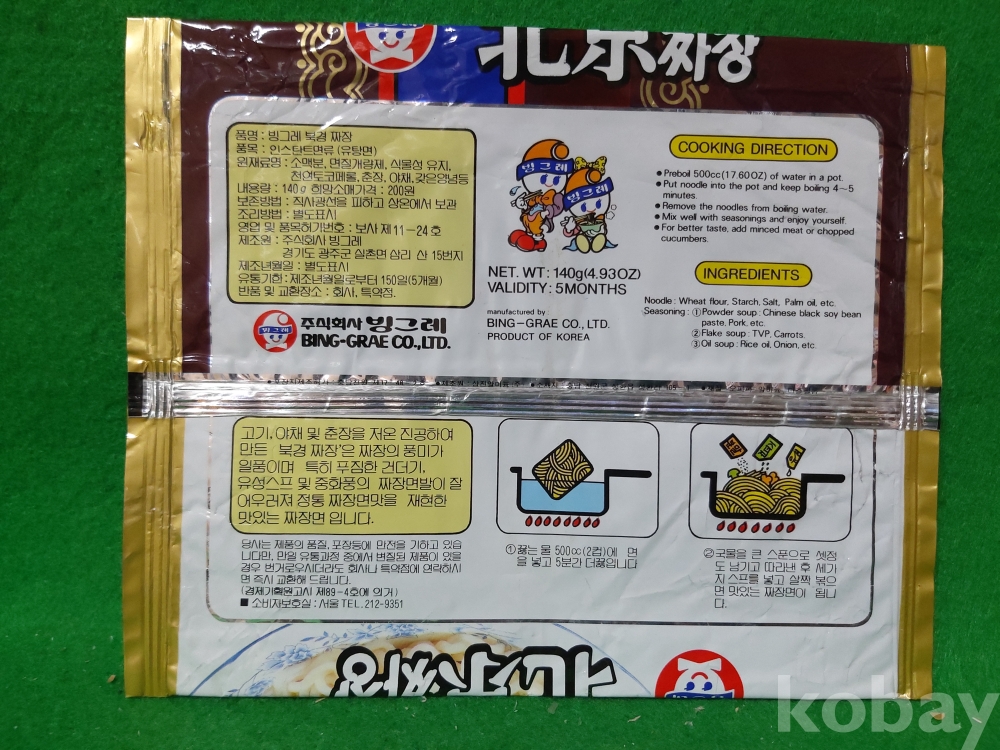 빙그레
北京짜장
품명 : 빙그레 북경 짜장
품목 : 인스탄트면류 (유탕면)
원재료명 : 소맥분, 면질개량제, 식물성 유지,
천연도코페롤, 춘장, 야채, 갖은양념등
내용량 : 140g 희망소매가격 : 200원
보존방법 : 직사광선을 피하고 상온에서 보관
조리방법 : 별도표시
영업 및 품목허가번호 : 보사 제11-24호
제조원 : 주식회사 빙그레
경기도 광주군 실촌면 삼리 산 15번지
제조년월일 : 별도표시
유통기한 : 제조년월일로부터 150일(5개월)
반품 및 교환장소 : 회사, 특약점.
빙그레
주식회사 빙그레
BING-GRAE CO., LTD.
빙그레
빙그레
NET. WT : 140g(4.93OZ)
VALIDITY : 5MONTHS
manufactured by :
BING-GRAE CO., LTD.
PRODUCT OF KOREA
COOKING DIRECTION
● Preboil 500cc(17.60OZ) of water in a pot.
● Put noodle into the pot and keep boiling 4~5
minutes.
● Remove the noodles from boiling water.
● Mix well with seasonings and enjoy yourself.
● For better taste, add minced meat or chopped
cucumbers.
INGREDIENTS
Noodle : Wheat flour, Starch, Salt, Palm oil, etc.
Seasoning : ① Powder soup : Chinese black soy bean
paste, Pork, etc.
② Flake soup : TVP, Carrots.
③ Oil soup : Rice oil, Onion, etc.
고기, 야채 및 춘장을 저온 진공하여
만든 '북경 짜장'은 짜장의 풍미가
일품이며 특히 푸짐한 건더기,
유성스프 및 중화풍의 짜장면발이 잘
어우러져 정통 짜장면맛을 재현한
맛있는 짜장면 입니다.
당사는 제품의 품질, 포장등에 만전을 기하고 있습
니다만, 만일 유통과정 중에서 변질된 제품이 있을
경우 번거로우시더라도 회사나 특약점에 연락하시
면 즉시 교환해 드립니다.
(경제기획원고시 제89-4호에 의거)
■ 소비자보호실 : 서울 TEL. 212-9351
① 끓는 물 500cc(2컵)에 면
을 넣고 5분간 더끓입니다
② 국물을 큰 스푼으로 셋정
도 남기고 따라낸 후 세가
지 스프를 넣고 살짝 볶으
면 맛있는 짜장면이 됩니
다.
빙그레
kobay